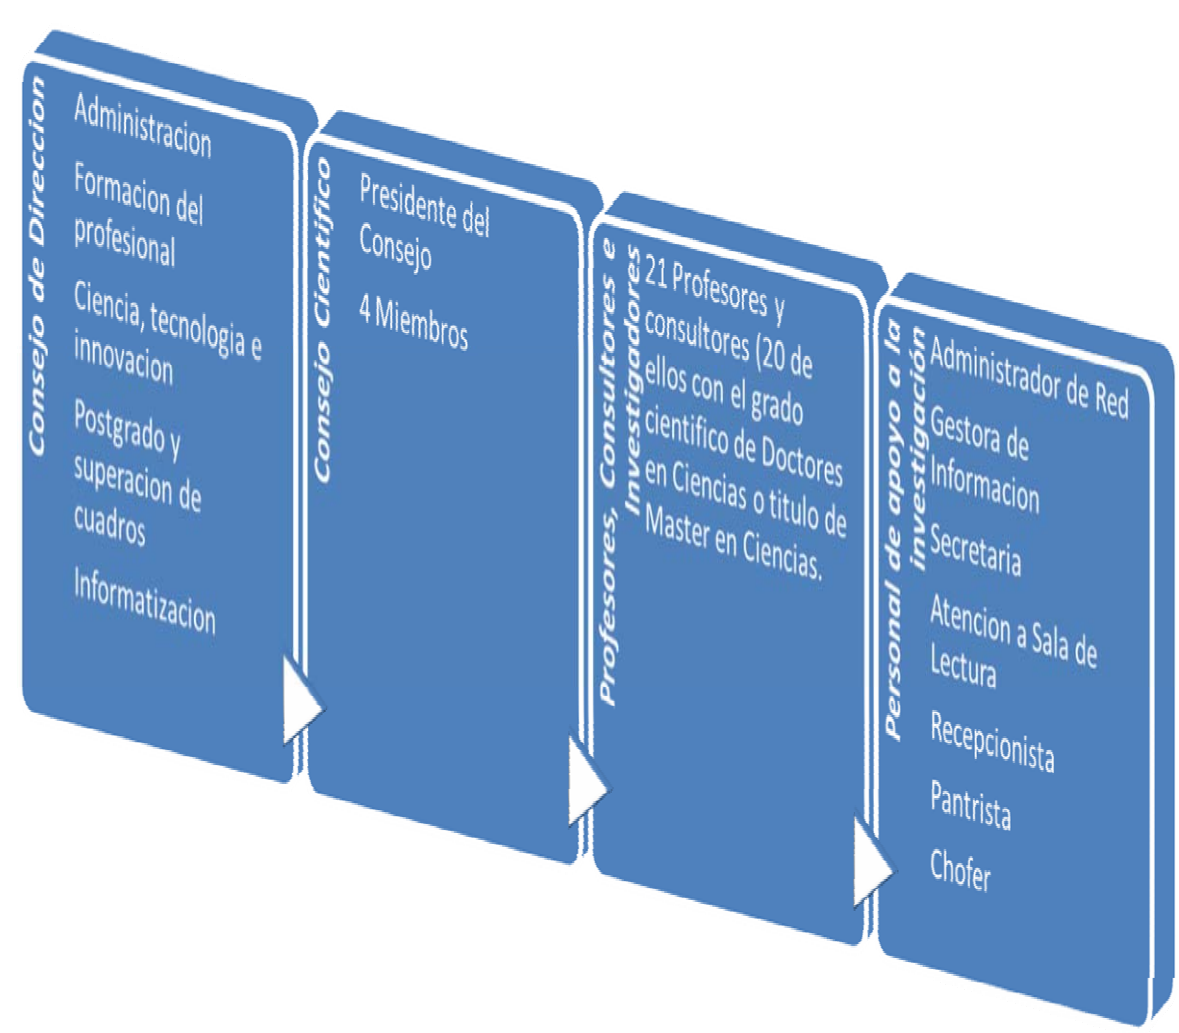 Consejo de Direccion
Administracion
Formacion del
profesional
Ciencia, tecnologia e
innovacion
Postgrado y
superacion de
cuadros
Informatizacion
Consejo Cientifico
Presidente del
Consejo
4 Miembros
Profesores, Consultores e
Investigadores
21 Profesores y
consultores (20 de
ellos con el grado
cientifico de Doctores
en Ciencias o titulo de
Master en Ciencias.
Personal de apoyo a la
investigación
Administrador de Red
Gestora de
Informacion
Secretaria
Atencion a Sala de
Lectura
Recepcionista
Pantrista
Chofer